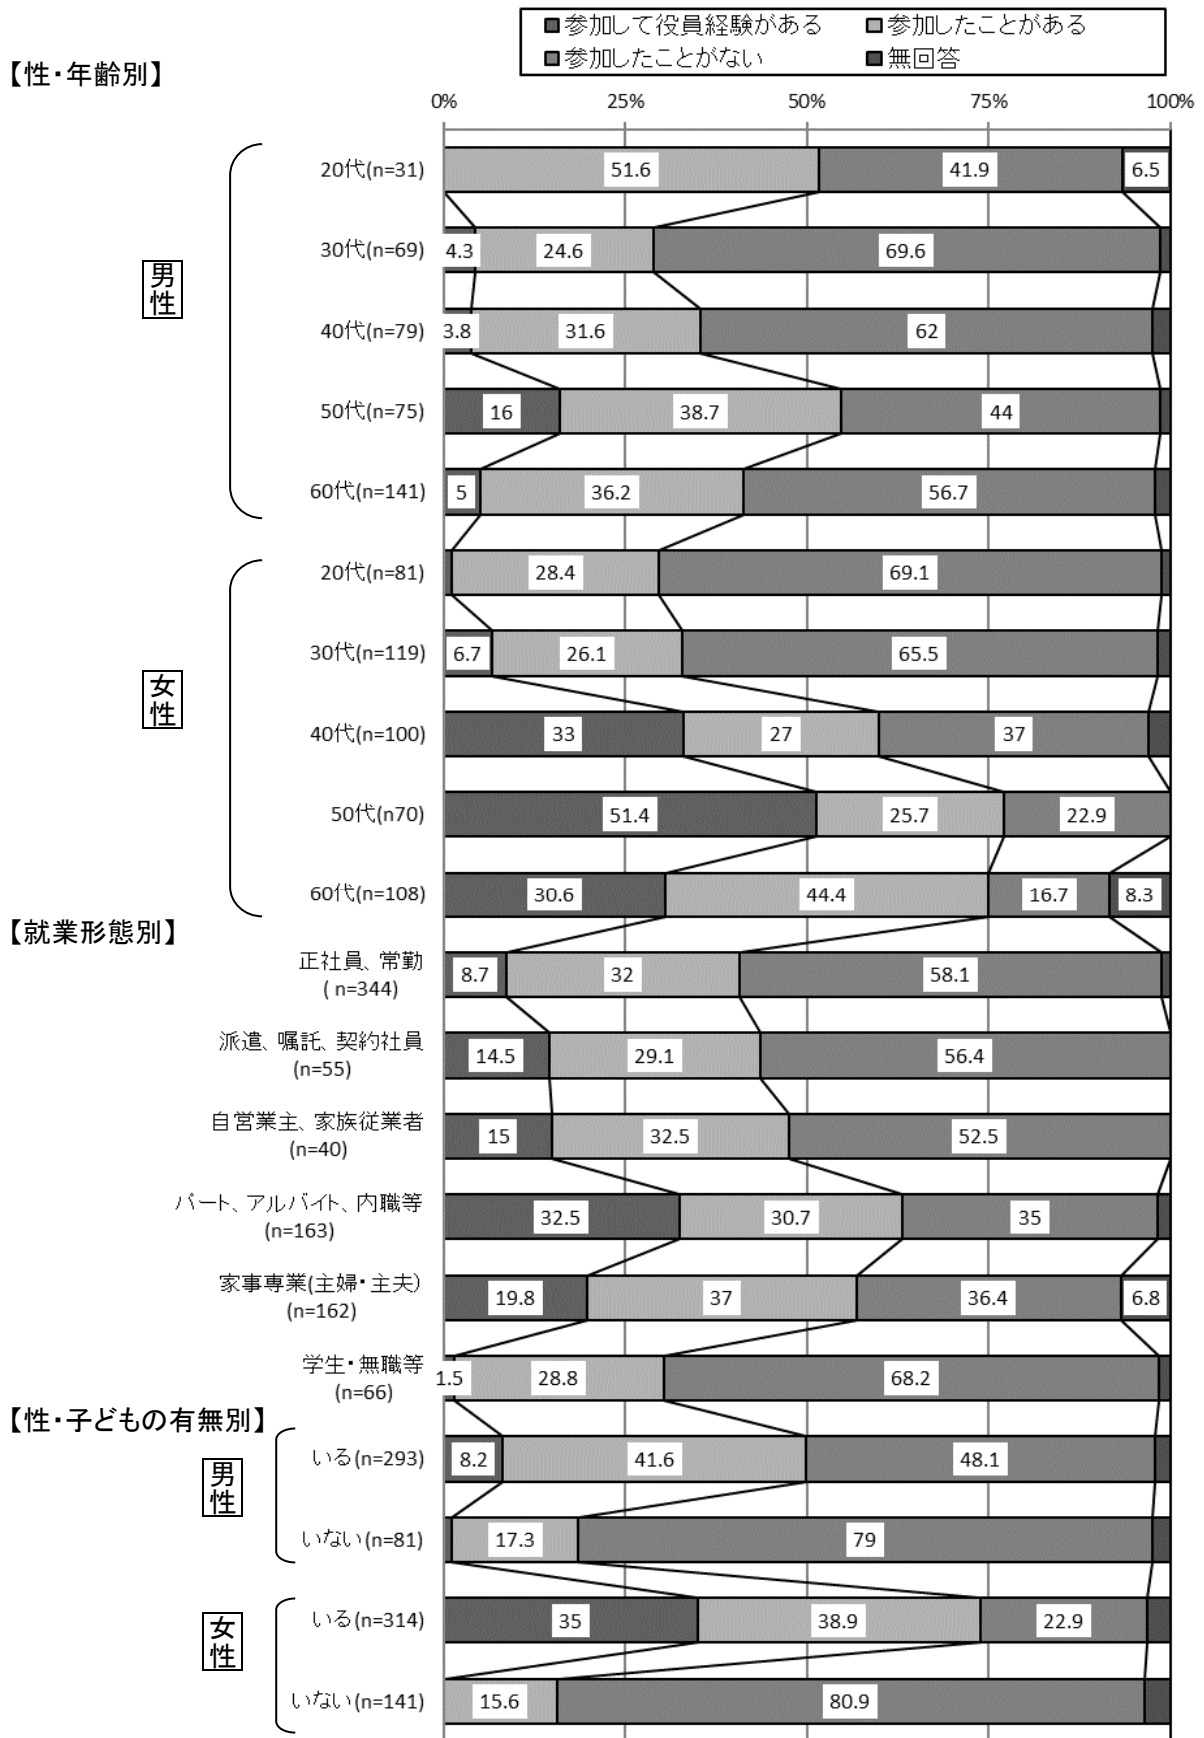 ■参加して役員経験がある ■参加したことがある
■参加したことがない ■無回答
【性・年齢別】
0% 25% 50% 75% 100%
20代(n=31) 51.6 41.9 6.5
30代(n=69) 4.3 24.6 69.6
男性
40代(n=79) 3.8 31.6 62
50代(n=75) 16 38.7 44
60代(n=141) 5 36.2 56.7
20代(n=81) 28.4 69.1
30代(n=119) 6.7 26.1 65.5
女性
40代(n=100) 33 27 37
50代(n70) 51.4 25.7 22.9
60代(n=108) 30.6 44.4 16.7 8.3
【就業形態別】
正社員、常勤
( n=344) 8.7 32 58.1
派遣、嘱託、契約社員
(n=55) 14.5 29.1 56.4
自営業主、家族従業者
(n=40) 15 32.5 52.5
パート、アルバイト、内職等
(n=163) 32.5 30.7 35
家事専業(主婦・主夫)
(n=162) 19.8 37 36.4 6.8
学生・無職等
(n=66) 1.5 28.8 68.2
【性・子どもの有無別】
いる(n=293) 8.2 41.6 48.1
男性
いない(n=81) 17.3 79
いる(n=314) 35 38.9 22.9
女性
いない(n=141) 15.6 80.9